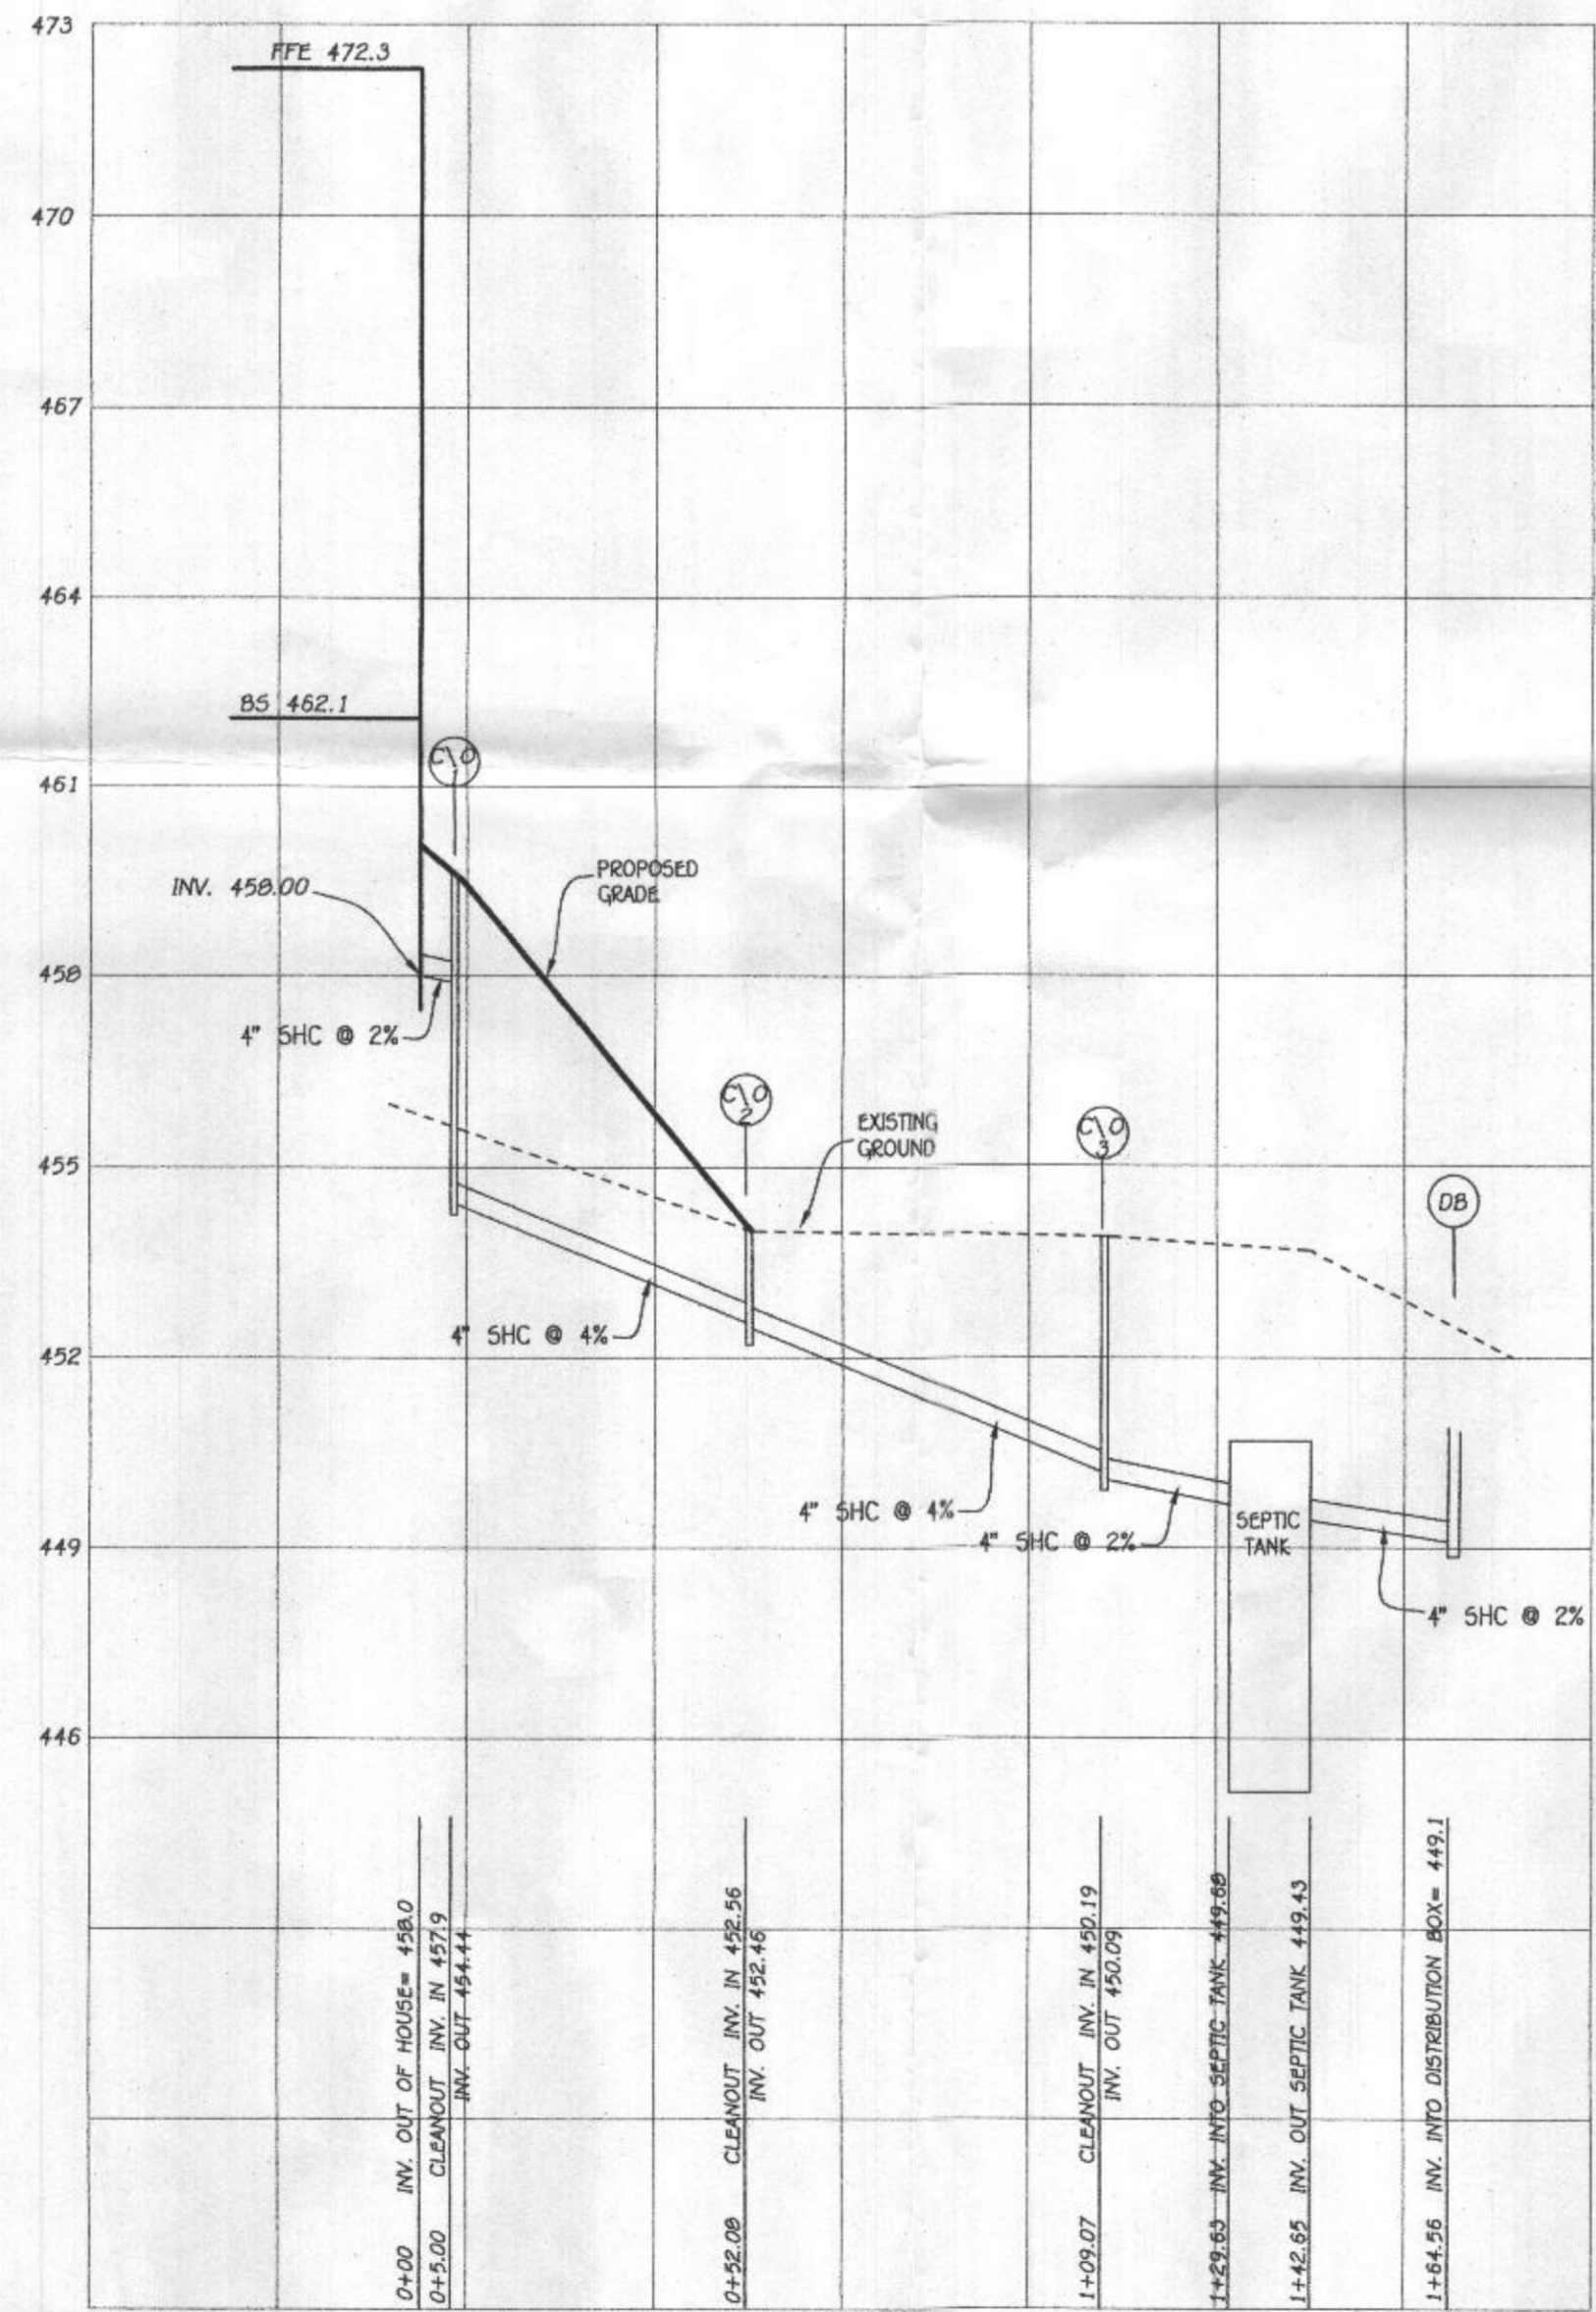 473
FFE 472.3
470
467
464
BS 462.1
C\O
461
PROPOSED
GRADE
INV. 458.00
458
4" SHC @ 2%
C\O
2
EXISTING
GROUND
C\O
3
455
DB
4" SHC @ 4%
452
4" SHC @ 4%
4" SHC @ 2%
SEPTIC
TANK
449
4" SHC @ 2%
446
0+00 INV. OUT OF HOUSE= 458.0
0+5.00 CLEANOUT INV. IN 457.9
INV. OUT 454.44
0+52.08 CLEANOUT INV. IN 452.56
INV. OUT 452.46
1+09.07 CLEANOUT INV. IN 450.19
INV. OUT 450.09
1+29.63 INV. INTO SEPTIC TANK 449.68
1+42.65 INV. OUT SEPTIC TANK 449.43
1+64.56 INV. INTO DISTRIBUTION BOX= 449.1